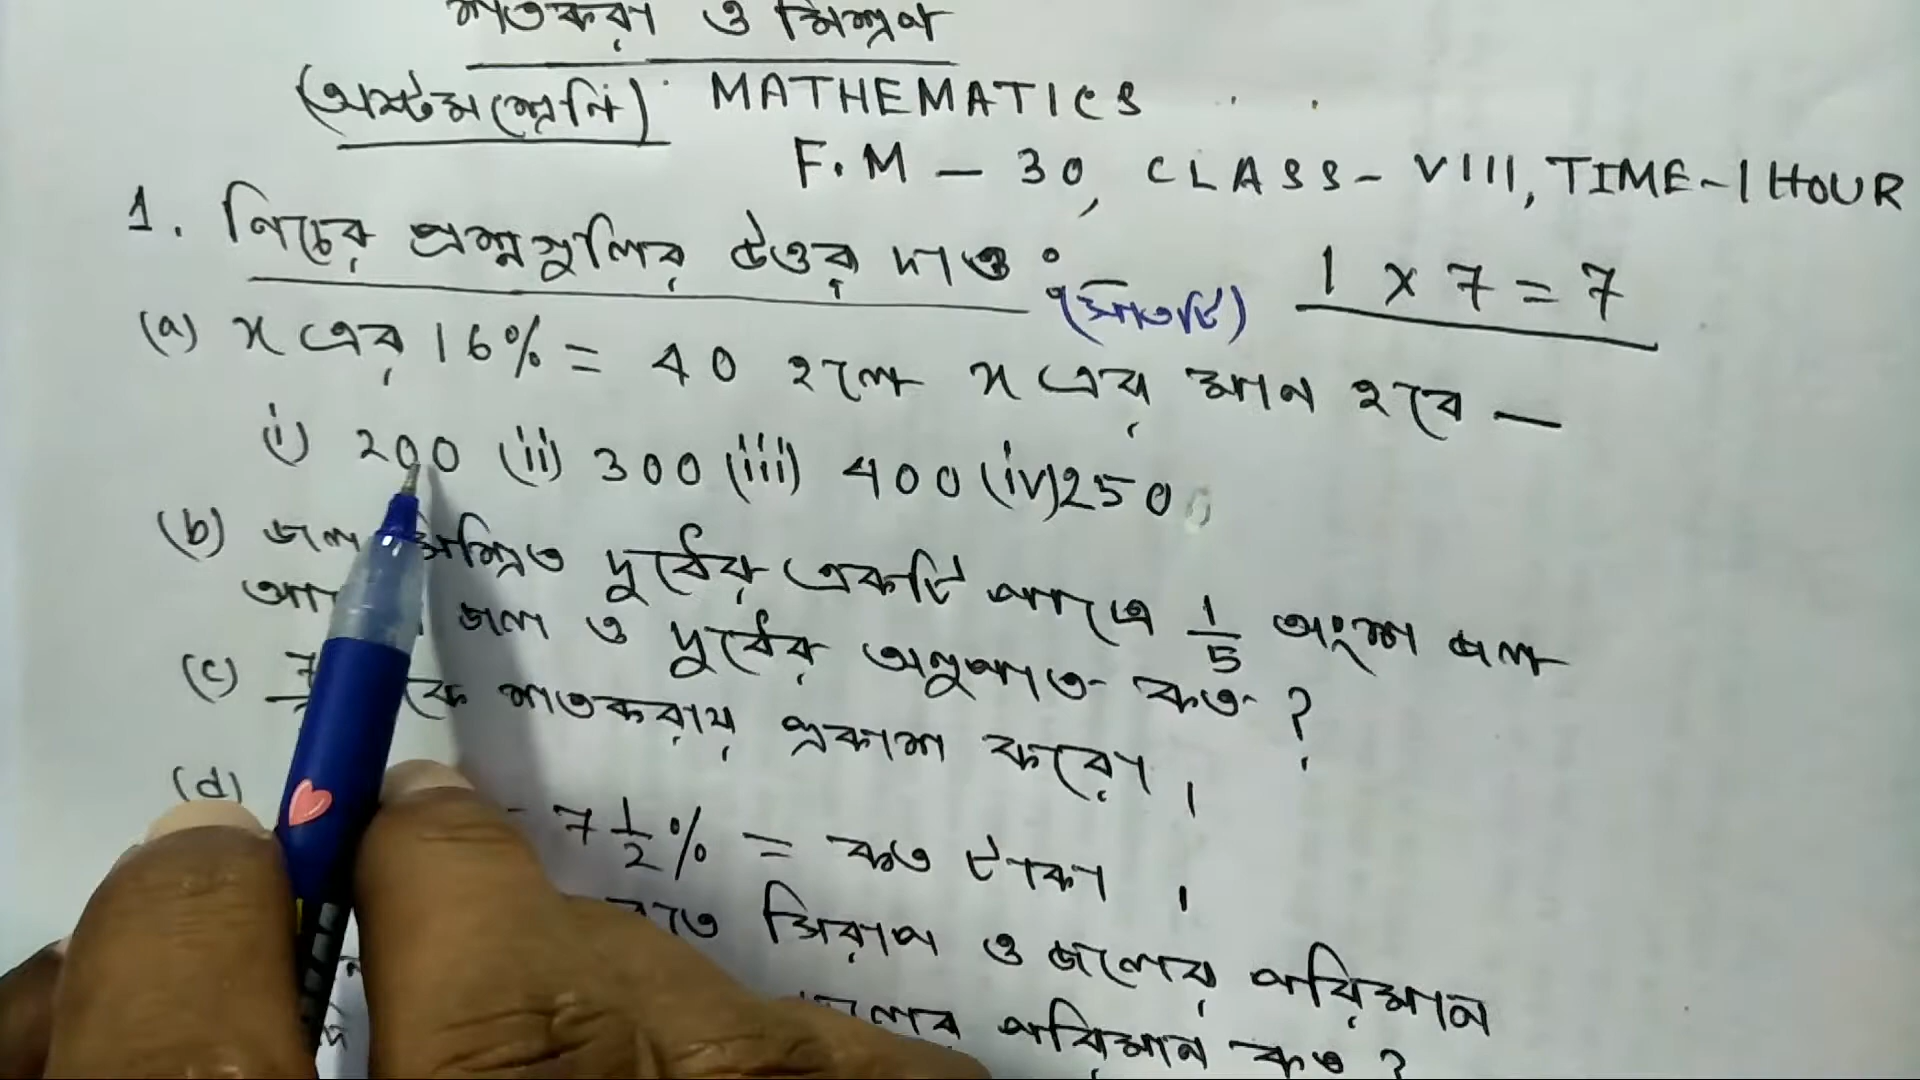 শতকরা ও মিশ্রণ
(অষ্টম শ্রেনি) MATHEMATICS
F.M - 30, CLASS- VIII, TIME-1 HOUR
1. নিচের প্রশ্নগুলির উত্তর দাও : (সাতটি) 1 × 7 = 7
(a) x এর 16% = 40 হলে x এর মান হবে —
(i) 200 (ii) 300 (iii) 400 (iv) 250
(b) জল মিশ্রিত দুধের একটি পাত্রে 1/5 অংশ জল
জল ও দুধের অনুপাত কত ?
(c) কে শতকরায় প্রকাশ করো ।
(d) 7 1/2 % = কত টাকা ।
সিরাপ ও জলের পরিমান
পরিমান কত ?